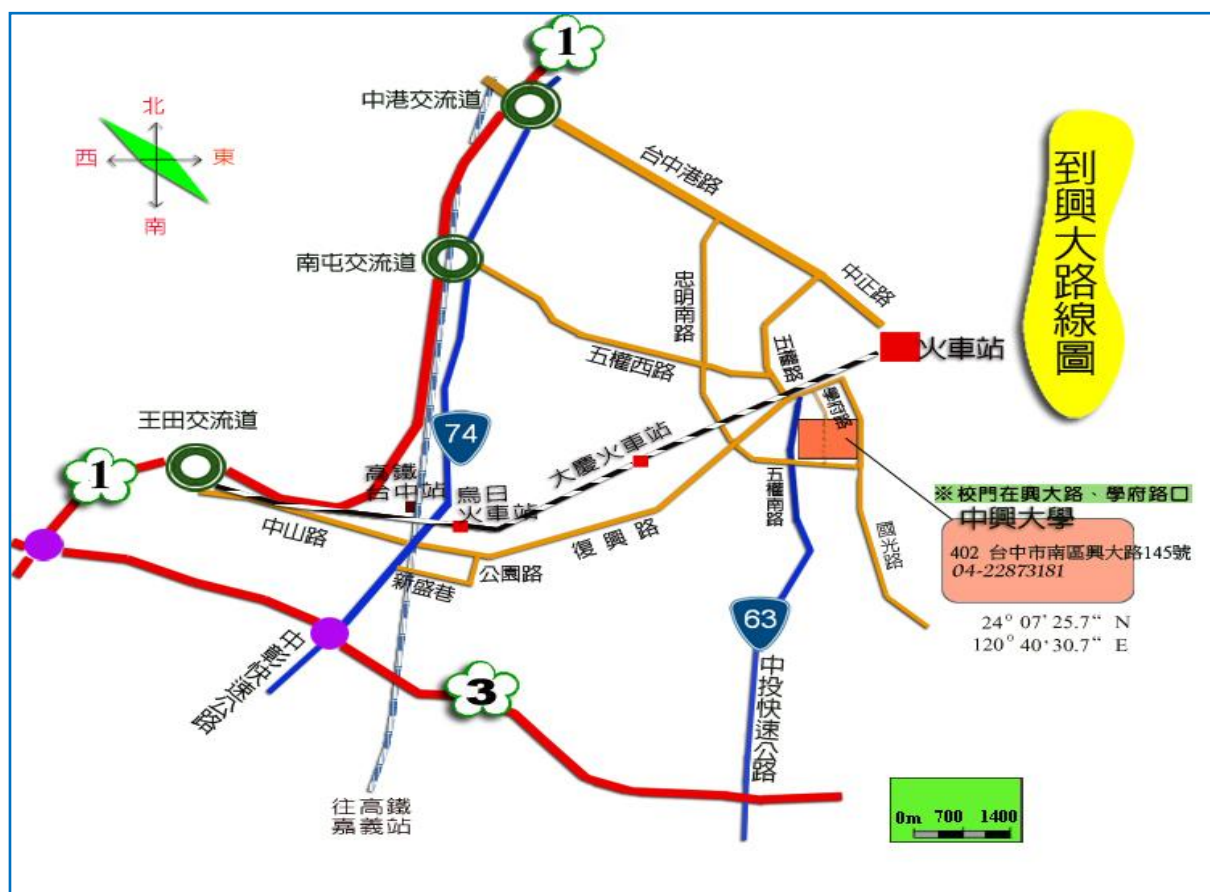 1
中港交流道
北
西 東
南
台中港路
到興大路線圖
南屯交流道
忠明南路
中正路
火車站
五權西路
五權路
學府路
王田交流道
74
大慶火車站
1
高鐵
台中站
烏日
火車站
五權南路
※校門在興大路、學府路口
中興大學
402 台中市南區興大路145號
04-22873181
24° 07' 25.7“ N
120° 40' 30.7“ E
中山路
復興路
國光路
公園路
新盛巷
63
中彰快速公路
3
中投快速公路
往高鐵
嘉義站
0m 700 1400